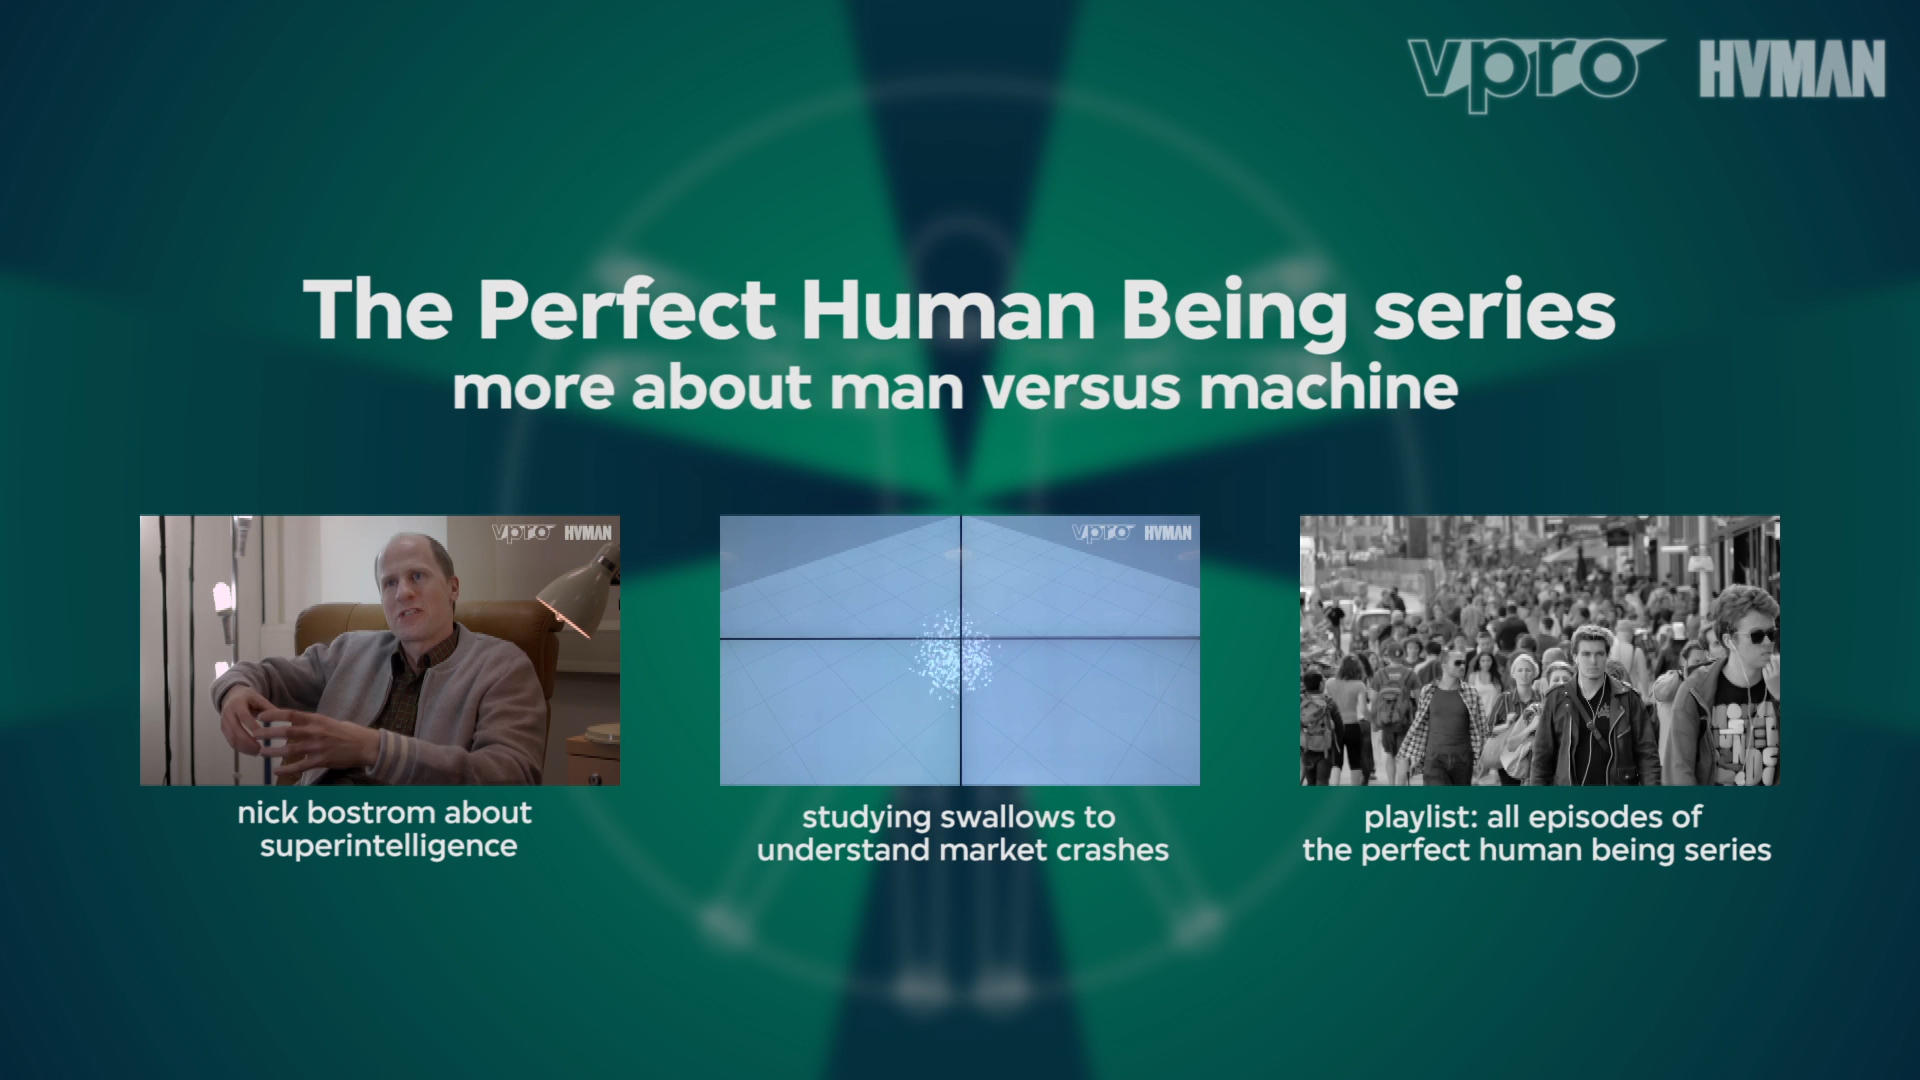 vpro HVMAN
The Perfect Human Being series
more about man versus machine
vpro HVMAN
vpro HVMAN
nick bostrom about
superintelligence
studying swallows to
understand market crashes
playlist: all episodes of
the perfect human being series